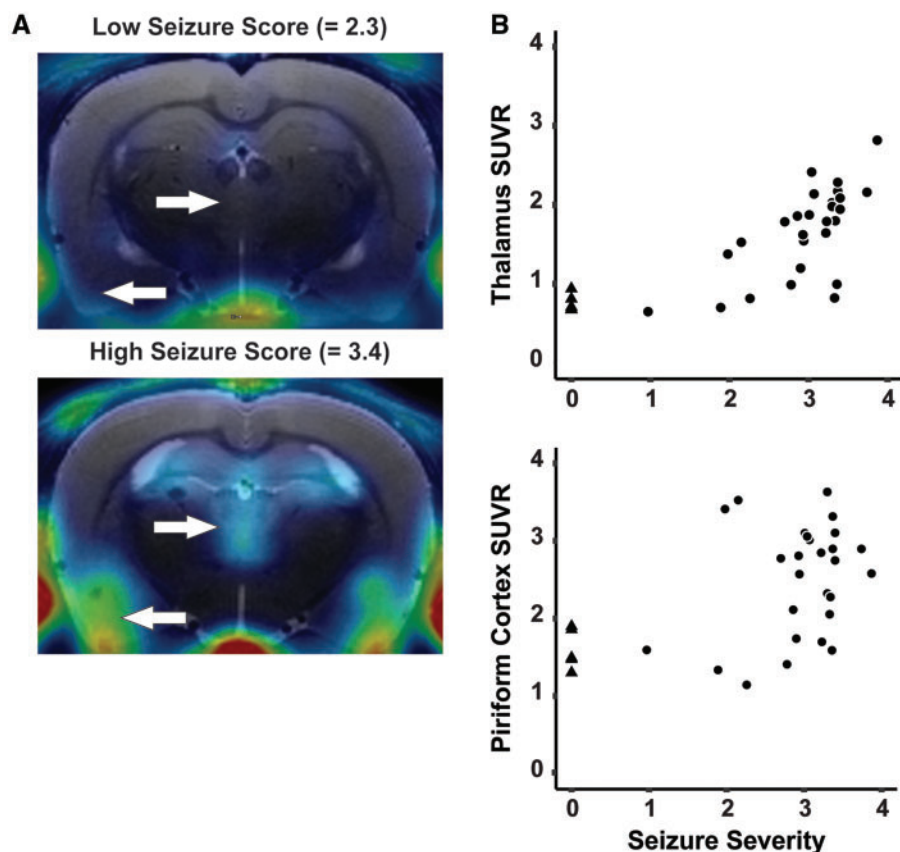 A
Low Seizure Score (= 2.3)
High Seizure Score (= 3.4)
B
Thalamus SUVR
4
3
2
1
0
0 1 2 3 4
Piriform Cortex SUVR
4
3
2
1
0
0 1 2 3 4
Seizure Severity